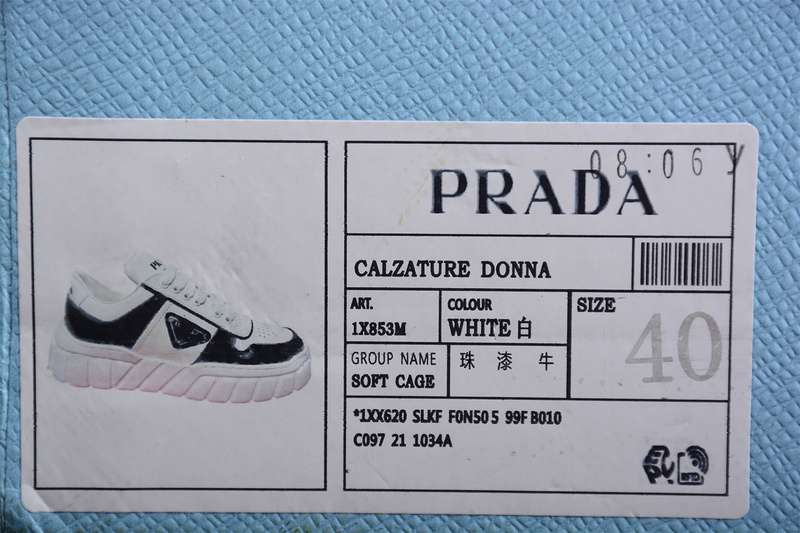 08:06 y
PRADA
CALZATURE DONNA
ART.
1X853M
COLOUR
WHITE 白
SIZE
40
GROUP NAME
SOFT CAGE
珠 漆 牛
*1XX620 SLKF F0N50 5 99F B010
C097 21 1034A